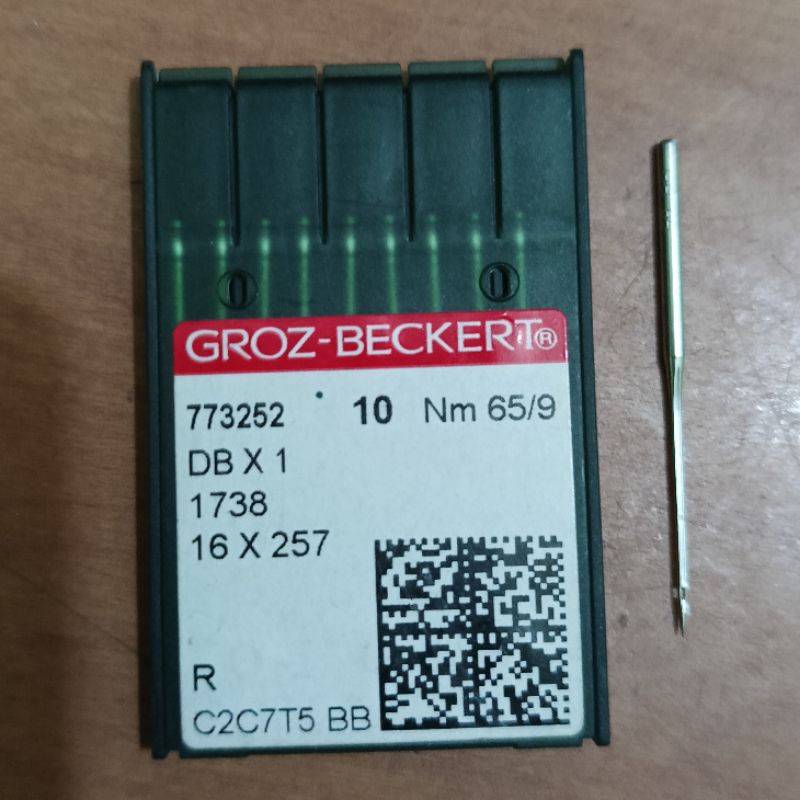 GROZ-BECKERT®
773252 10 Nm 65/9
DB X 1
1738
16 X 257
R
C2C7T5 BB